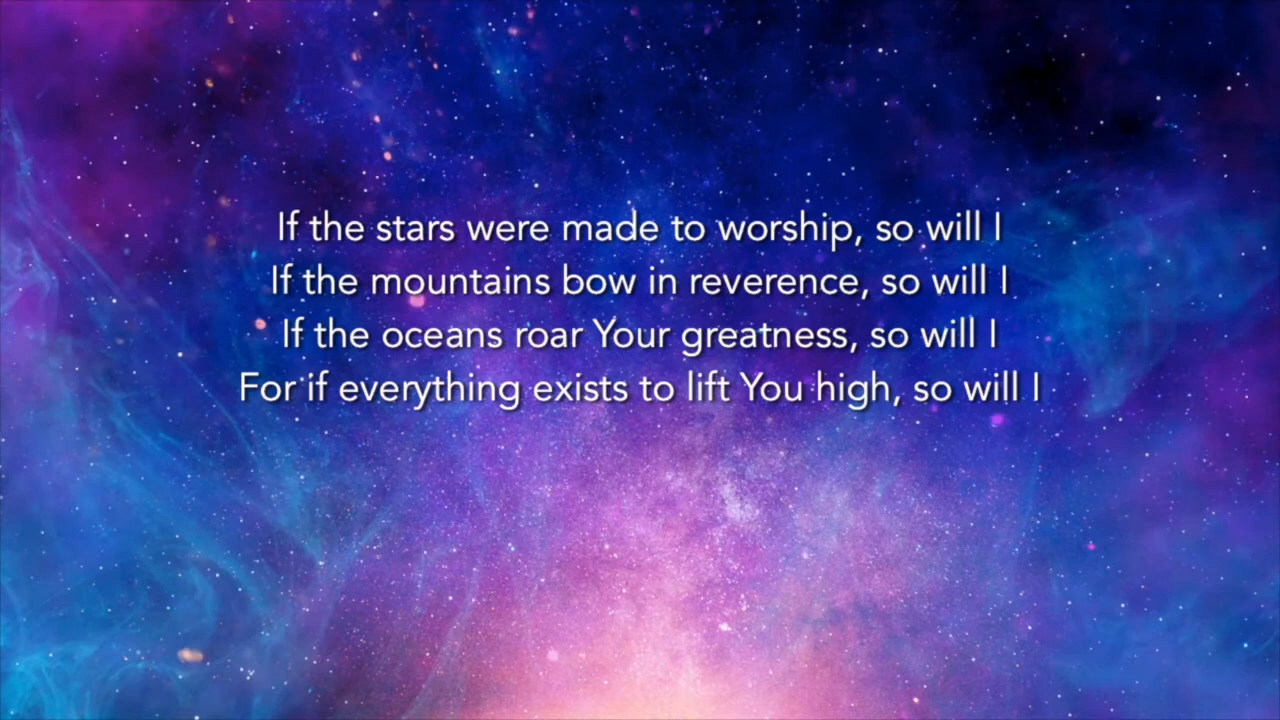 If the stars were made to worship, so will I
If the mountains bow in reverence, so will I
If the oceans roar Your greatness, so will I
For if everything exists to lift You high, so will I